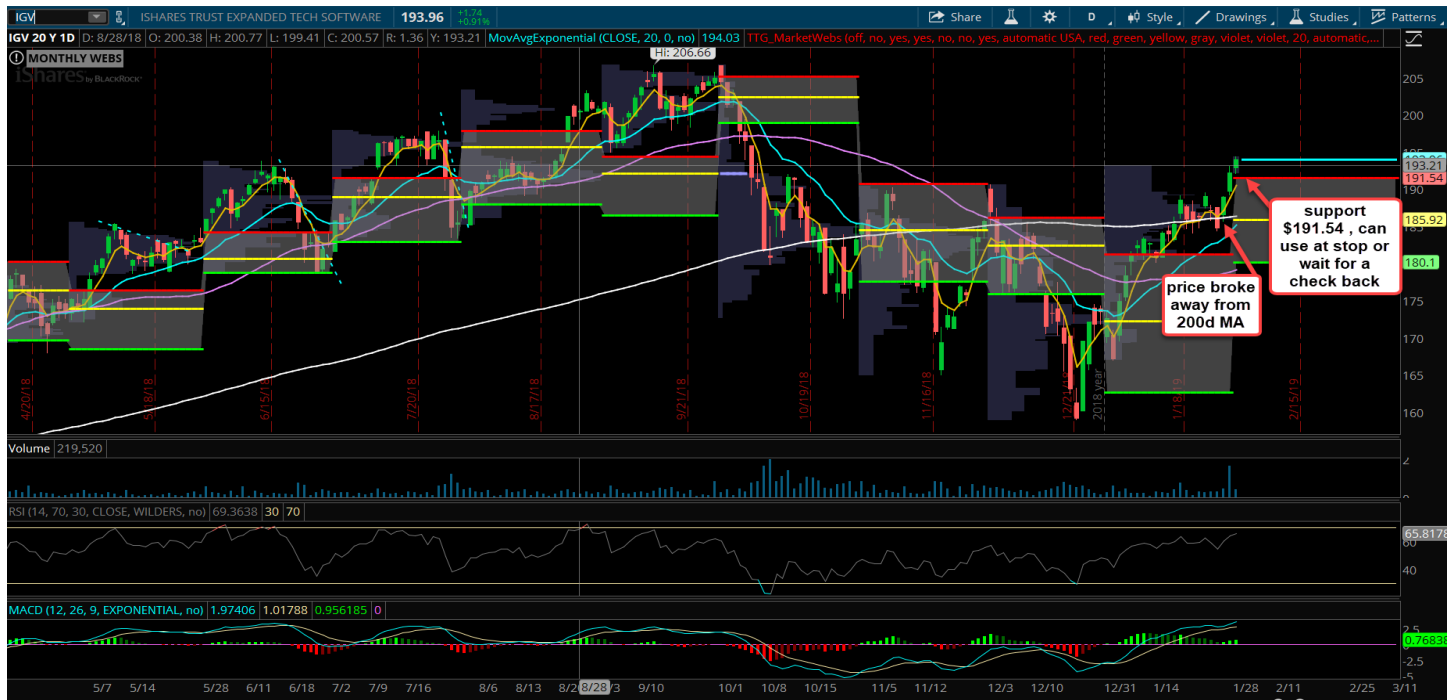 IGV ISHARES TRUST EXPANDED TECH SOFTWARE 193.96 +1.74 +0.91% Share D Style Drawings Studies Patterns
IGV 20 Y 1D D: 8/28/18 O: 200.38 H: 200.77 L: 199.41 C: 200.57 R: 1.36 Y: 193.21 MovAvgExponential (CLOSE, 20, 0, no) 194.03 TTG_MarketWebs (off, no, yes, yes, no, no, yes, automatic USA, red, green, yellow, gray, violet, violet, 20, automatic,...
MONTHLY WEBS
iShares by BLACKROCK
Hi: 206.66
205
200
193.21
191.54
190
185.92
180.1
175
170
165
160
support
$191.54 , can
use at stop or
wait for a
check back
price broke
away from
200d MA
4/20/18 5/18/18 6/15/18 7/20/18 8/17/18 9/21/18 10/19/18 11/16/18 12/21/18 2018 year 1/18/19 2/15/19
Volume 219,520
2
RSI (14, 70, 30, CLOSE, WILDERS, no) 69.3638 30 70
65.8178
40
MACD (12, 26, 9, EXPONENTIAL, no) 1.97406 1.01788 0.956185 0
2.5
0.76838
-2.5
-5
5/7 5/14 5/28 6/11 6/18 7/2 7/9 7/16 8/6 8/13 8/28 9/10 10/1 10/8 10/15 11/5 11/12 12/3 12/10 12/31 1/14 1/28 2/11 2/25 3/11